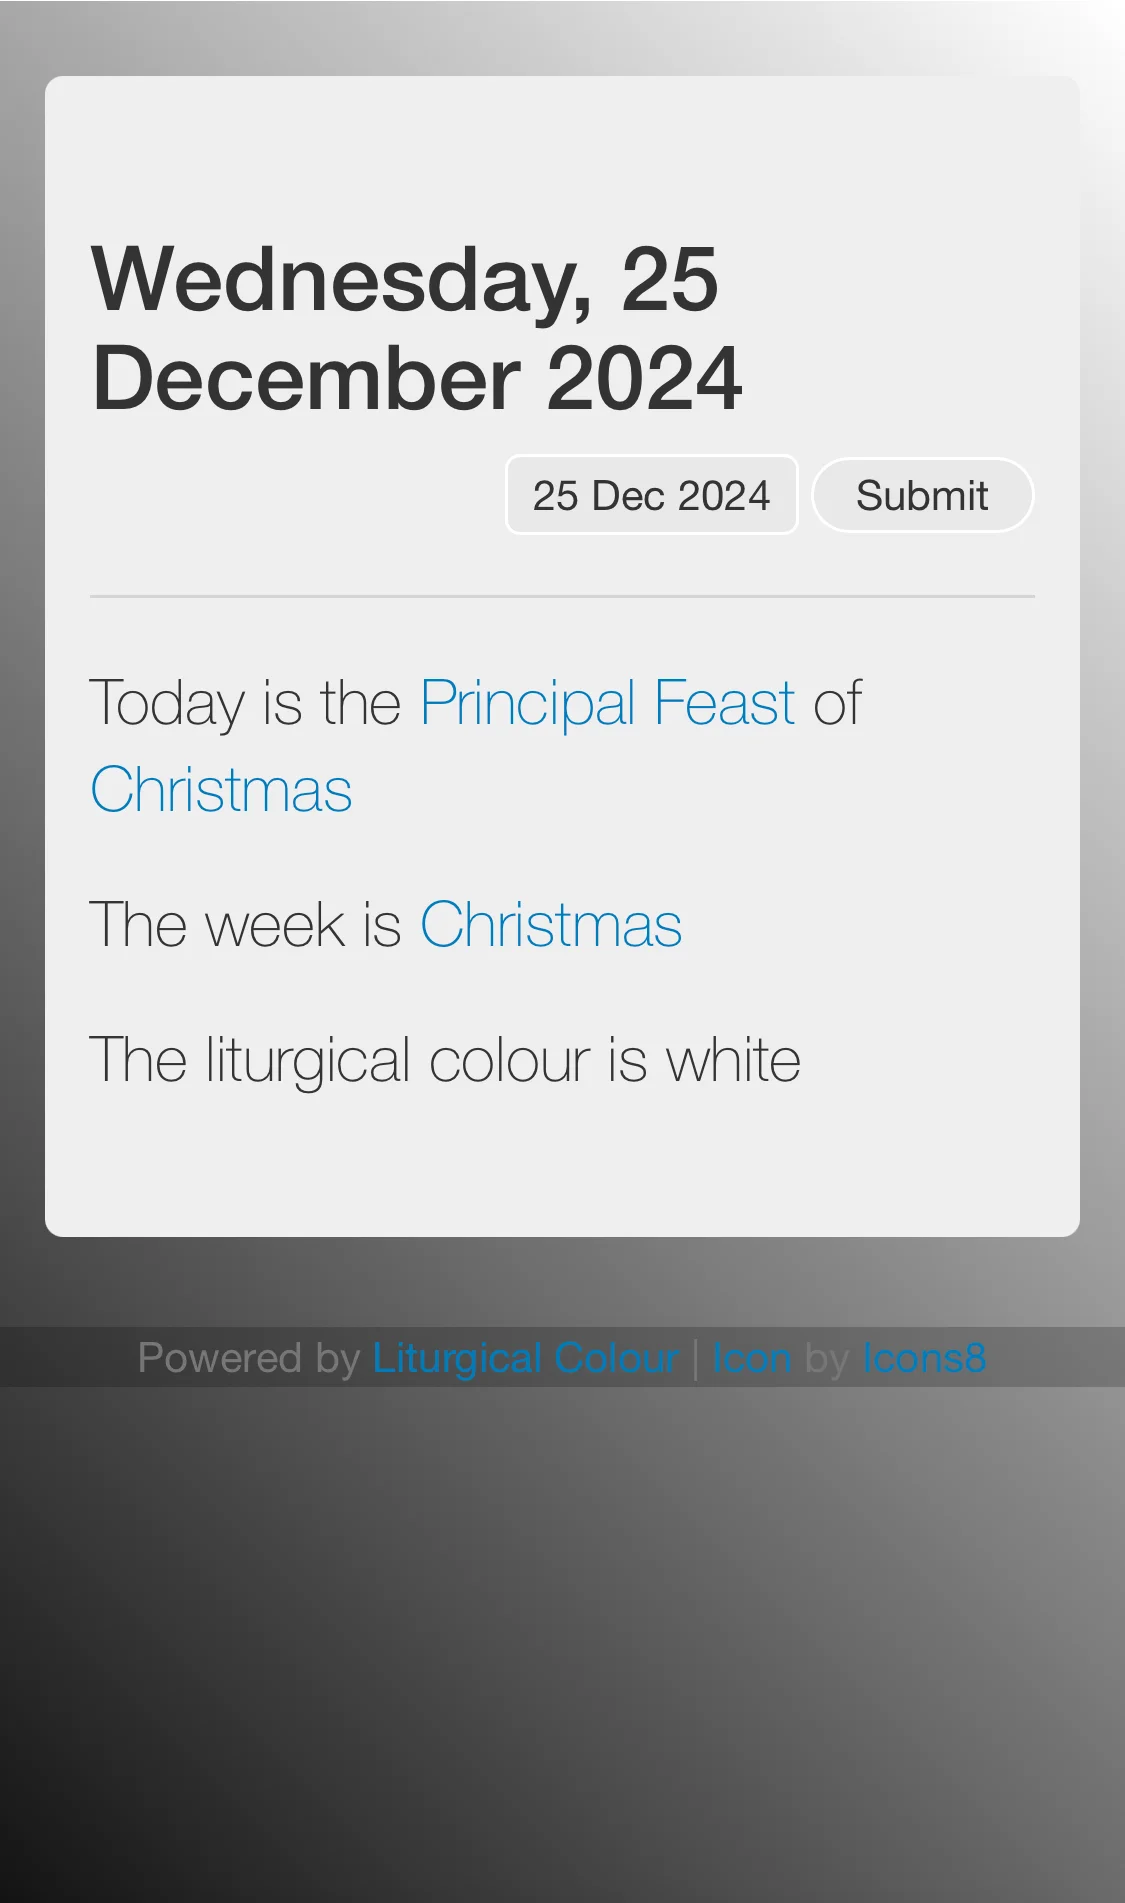 Wednesday, 25
December 2024
25 Dec 2024 Submit
Today is the Principal Feast of
Christmas
The week is Christmas
The liturgical colour is white
Powered by Liturgical Colour | Icon by Icons8